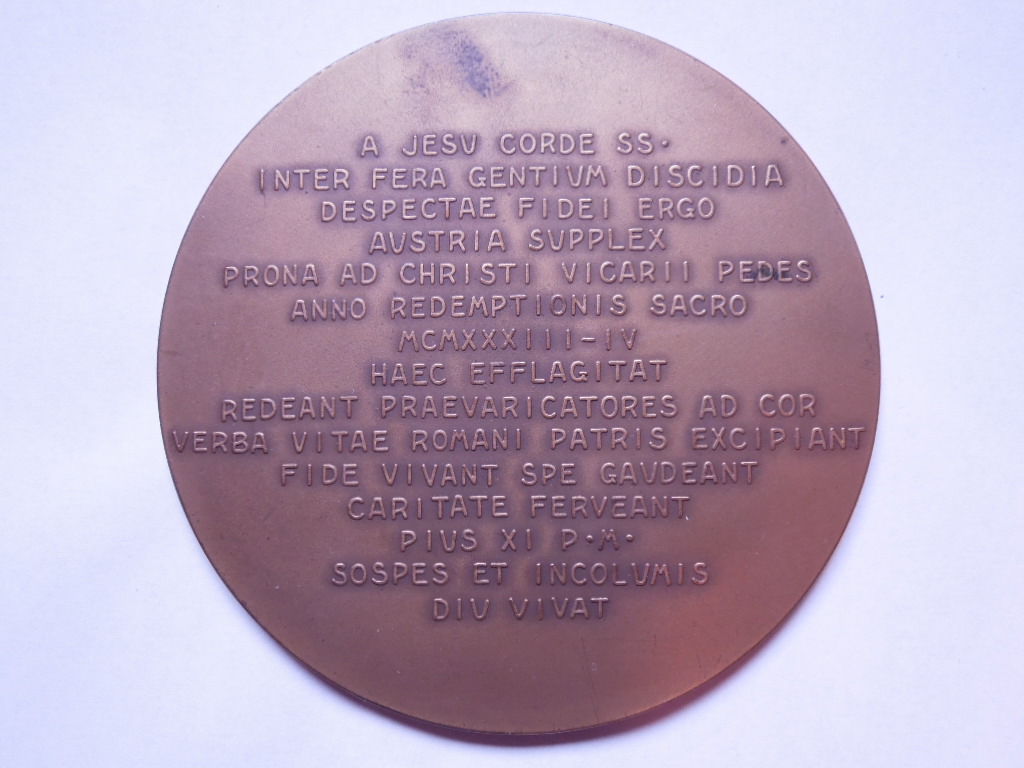 A JESV CORDE SS·
INTER FERA GENTIVM DISCIDIA
DESPECTAE FIDEI ERGO
AVSTRIA SVPPLEX
PRONA AD CHRISTI VICARII PEDES
ANNO REDEMPTIONIS SACRO
MCMXXXIII-IV
HAEC EFFLAGITAT
REDEANT PRAEVARICATORES AD COR
VERBA VITAE ROMANI PATRIS EXCIPIANT
FIDE VIVANT SPE GAVDEANT
CARITATE FERVEANT
PIUS XI P·M·
SOSPES ET INCOLVMIS
DIV VIVAT